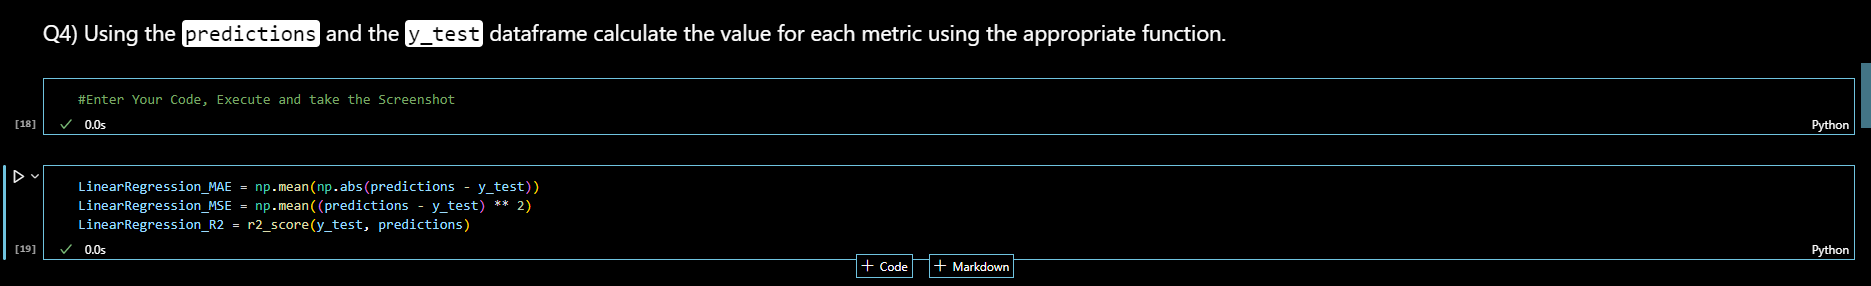 Q4) Using the predictions and the y_test dataframe calculate the value for each metric using the appropriate function.
#Enter Your Code, Execute and take the Screenshot
[18]
0.0s
Python
LinearRegression_MAE = np.mean(np.abs(predictions - y_test))
LinearRegression_MSE = np.mean((predictions - y_test) ** 2)
LinearRegression_R2 = r2_score(y_test, predictions)
[19]
0.0s
Python
+ Code
+ Markdown